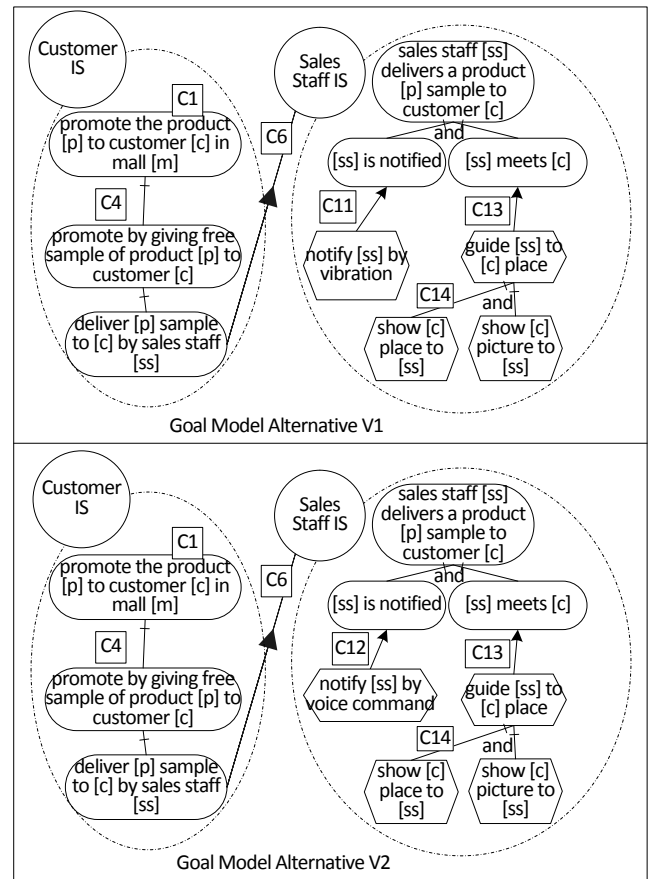 Customer
IS
C1
promote the product
[p] to customer [c] in
mall [m]
C4
promote by giving free
sample of product [p] to
customer [c]
deliver [p] sample
to [c] by sales staff
[ss]
C6
Sales
Staff IS
sales staff [ss]
delivers a product
[p] sample to
customer [c]
and
[ss] is notified
[ss] meets [c]
C11
C13
notify [ss] by
vibration
guide [ss] to
[c] place
C14
and
show [c]
place to
[ss]
show [c]
picture to
[ss]
Goal Model Alternative V1
Customer
IS
C1
promote the product
[p] to customer [c] in
mall [m]
C4
promote by giving free
sample of product [p] to
customer [c]
deliver [p] sample
to [c] by sales staff
[ss]
C6
Sales
Staff IS
sales staff [ss]
delivers a product
[p] sample to
customer [c]
and
[ss] is notified
[ss] meets [c]
C12
C13
notify [ss] by
voice command
guide [ss] to
[c] place
C14
and
show [c]
place to
[ss]
show [c]
picture to
[ss]
Goal Model Alternative V2